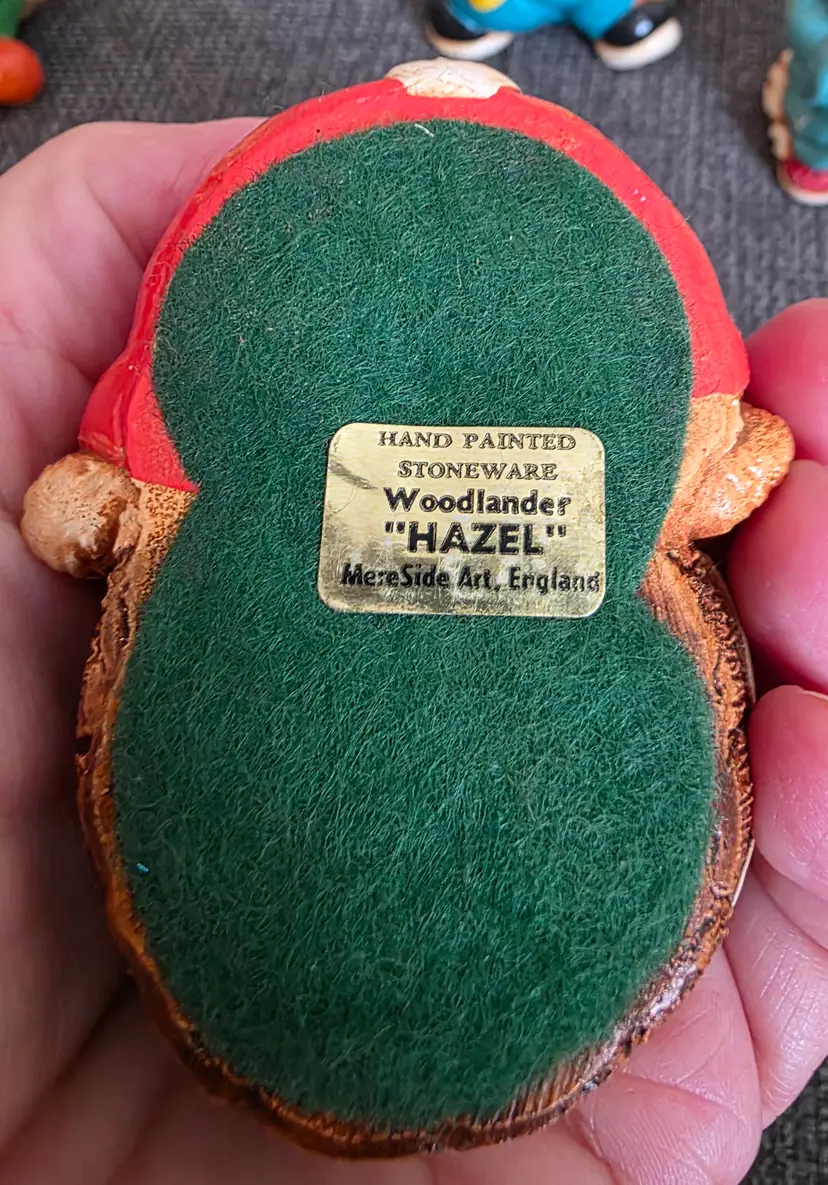 HAND PAINTED
STONEWARE
Woodlander
"HAZEL"
MereSide Art, England